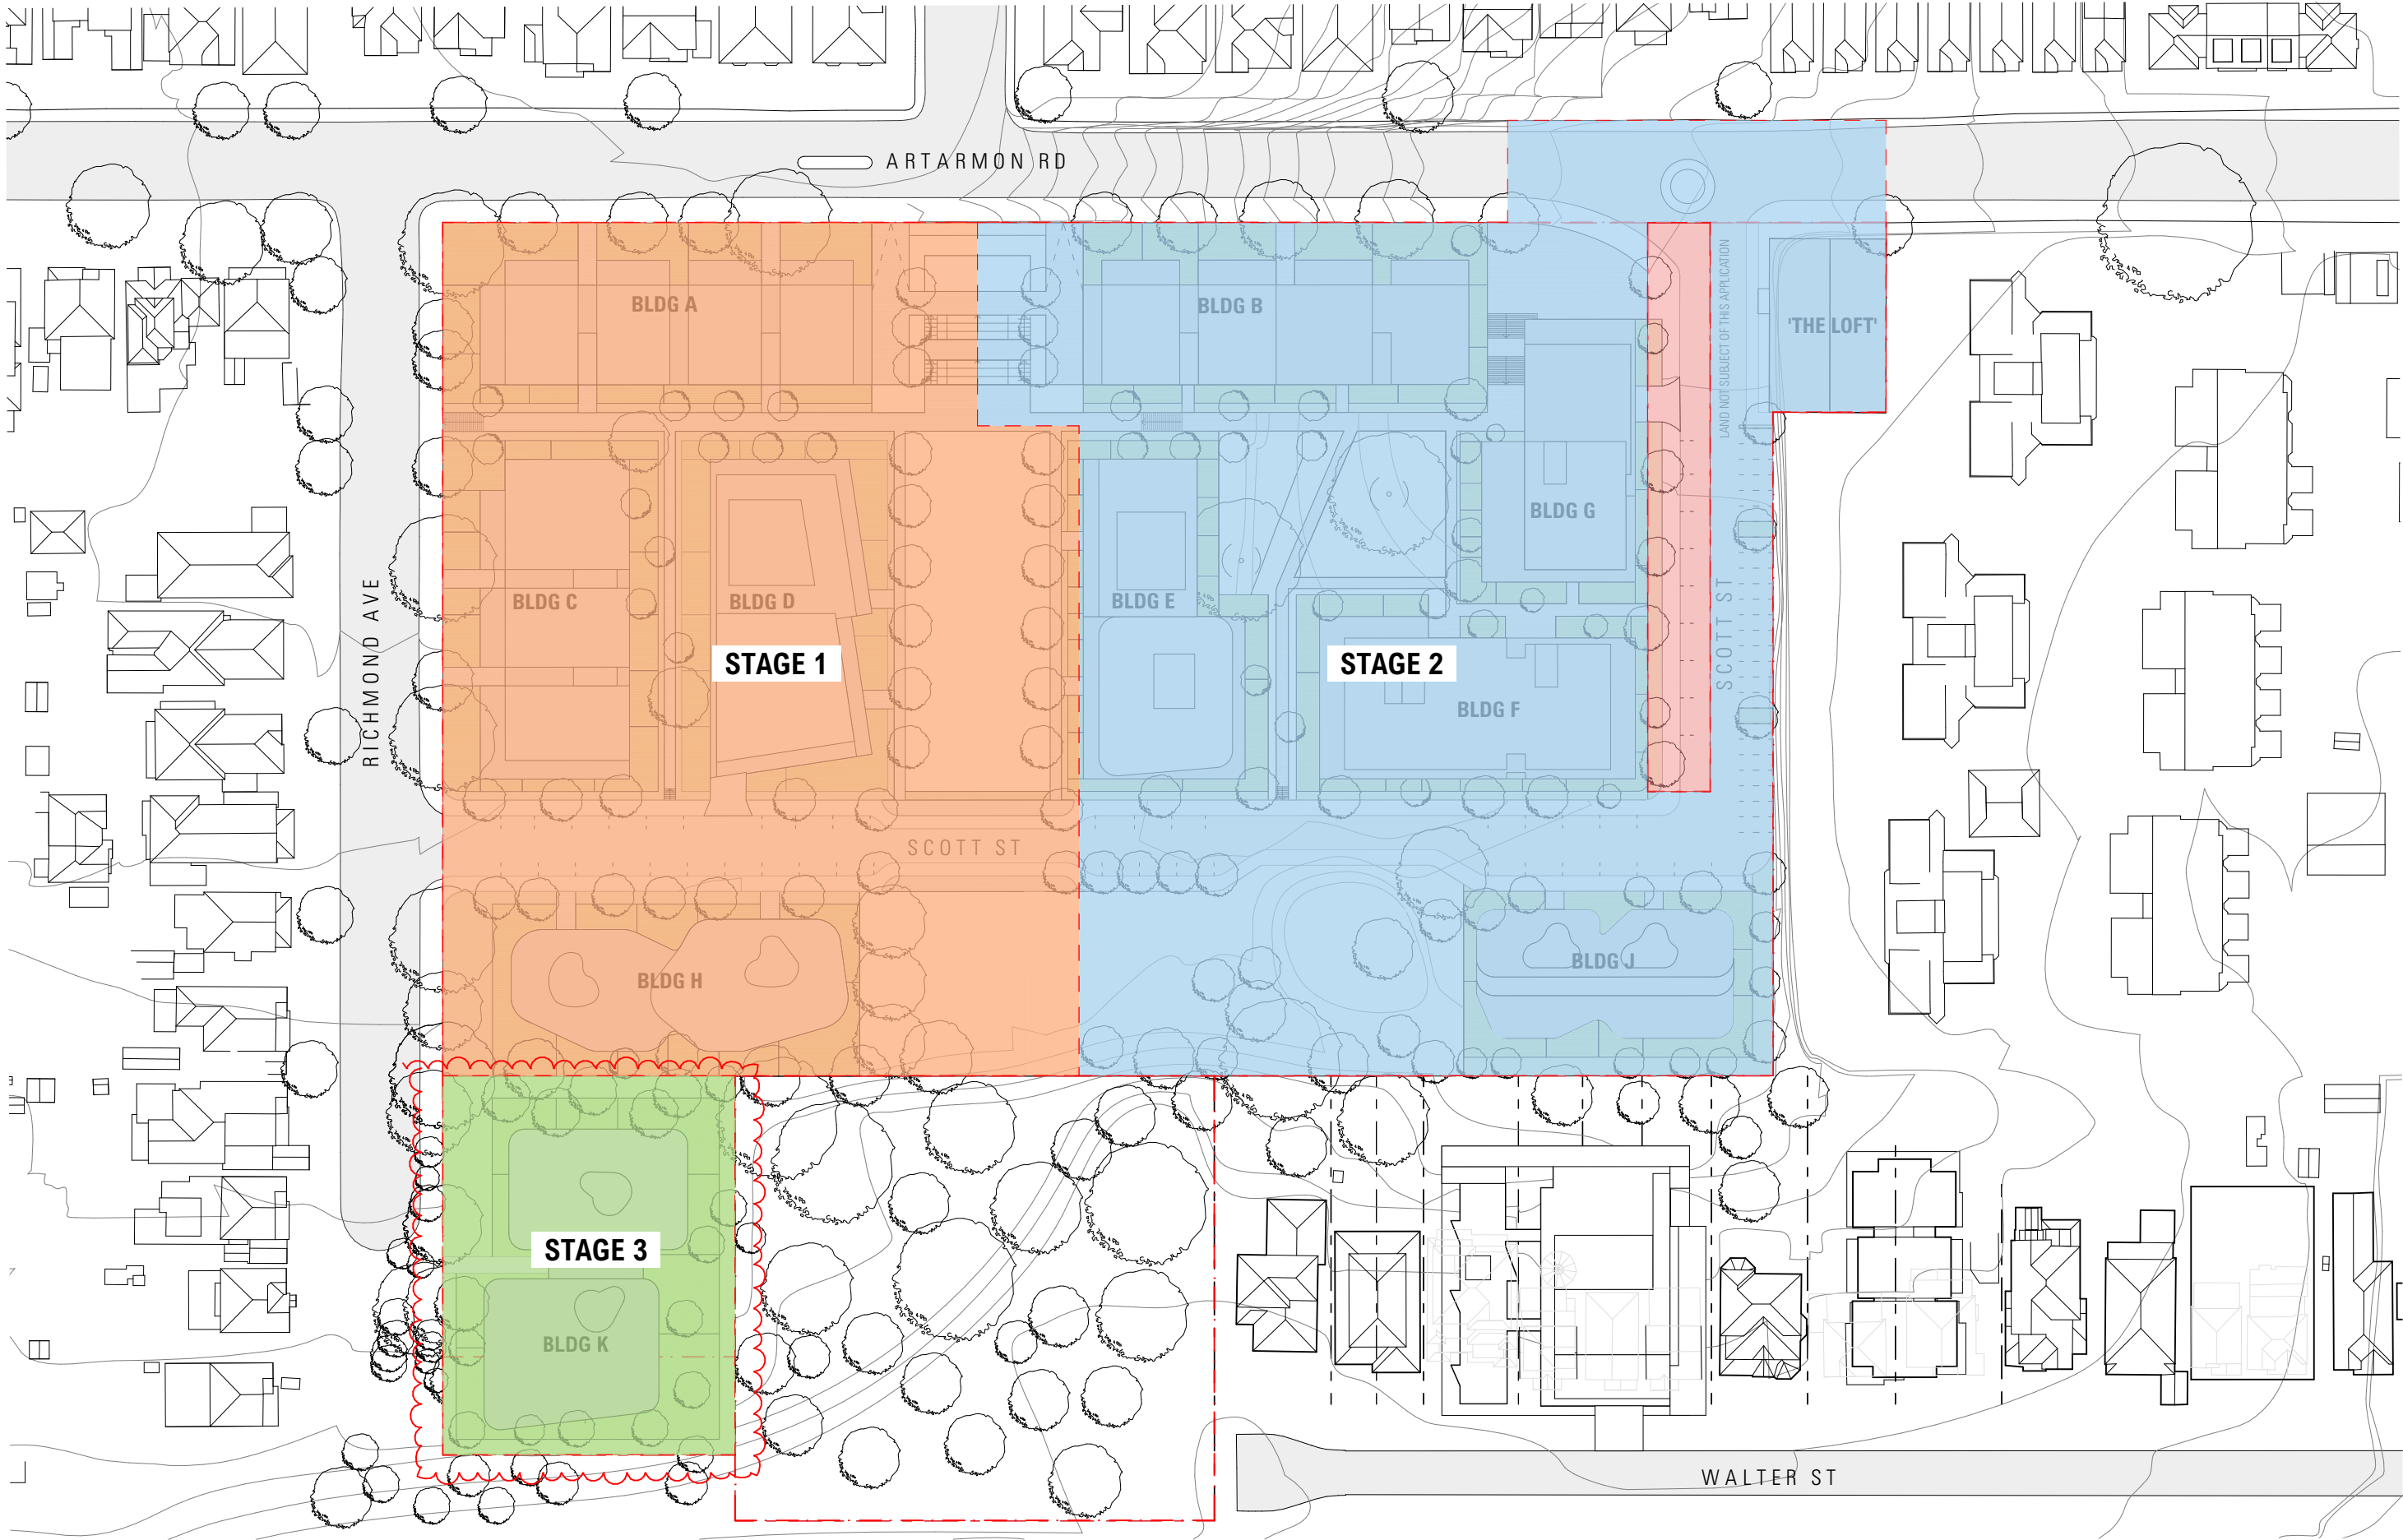 ARTARMON RD
BLDG A
BLDG B
'THE LOFT'
LAND NOT SUBJECT OF THIS APPLICATION
BLDG G
RICHMOND AVE
BLDG C
BLDG D
BLDG E
SCOTT ST
STAGE 1
STAGE 2
BLDG F
SCOTT ST
BLDG H
BLDG J
STAGE 3
BLDG K
WALTER ST